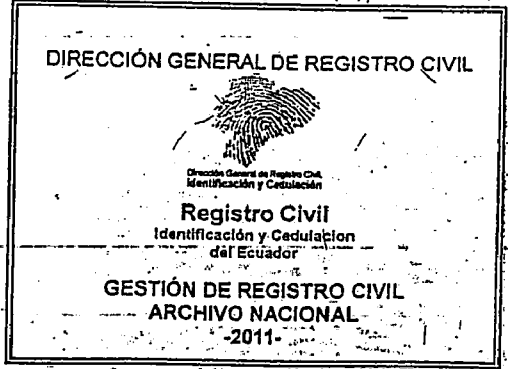 DIRECCIÓN GENERAL DE REGISTRO CIVIL
Dirección General de Registro Civil,
Identificación y Cedulación
Registro Civil
Identificación y Cedulación
del Ecuador
GESTIÓN DE REGISTRO CIVIL
ARCHIVO NACIONAL
-2011-